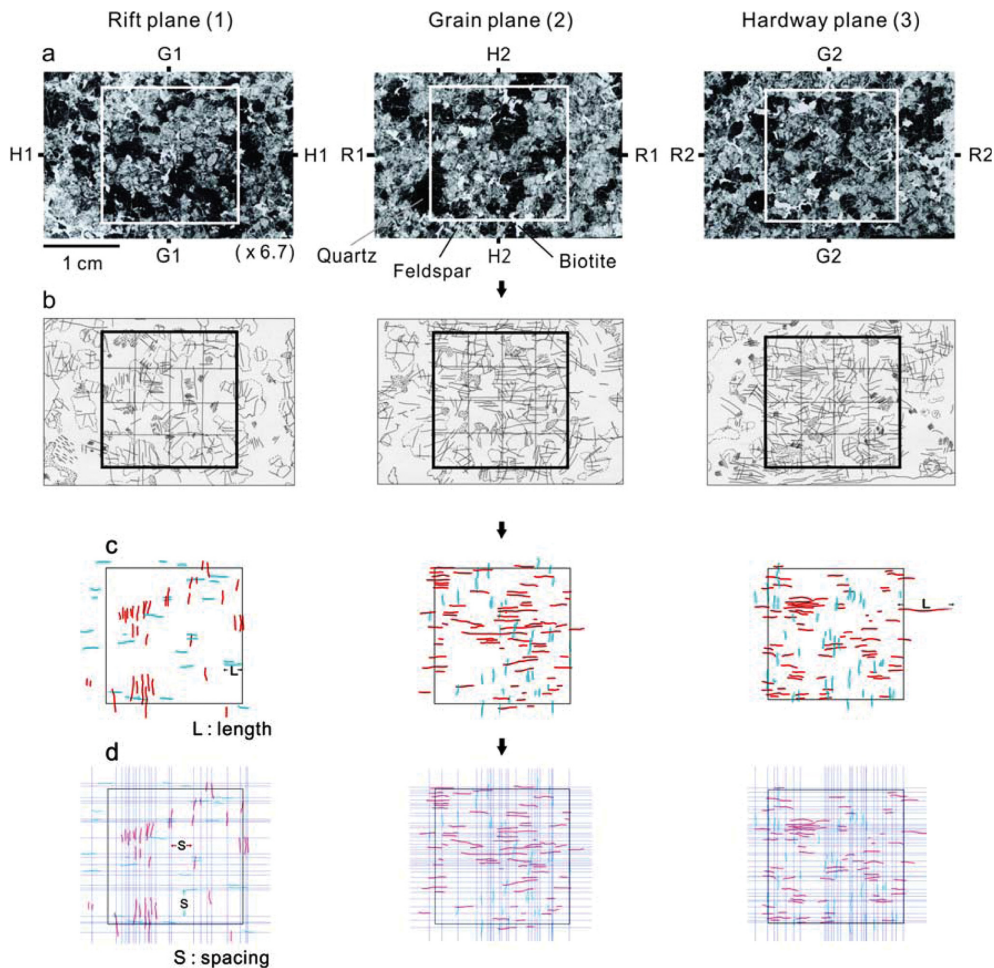 Rift plane (1) Grain plane (2) Hardway plane (3)
a
G1 H2 G2
H1 H1 R1 R1 R2 R2
G1 (x 6.7) H2 G2
1 cm
Quartz
Feldspar
Biotite
b
c
L
L
L : length
d
S
S
S : spacing